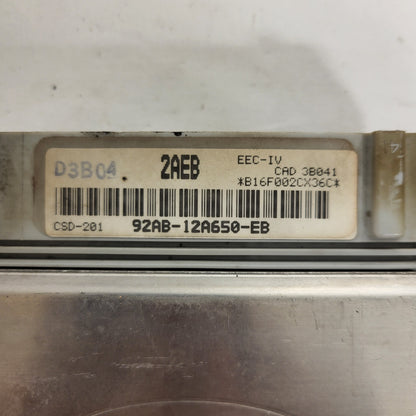 D3B04 2AEB EEC-IV
CAD 3B041
*B16F002CX36C*
CSD-201 92AB-12A650-EB